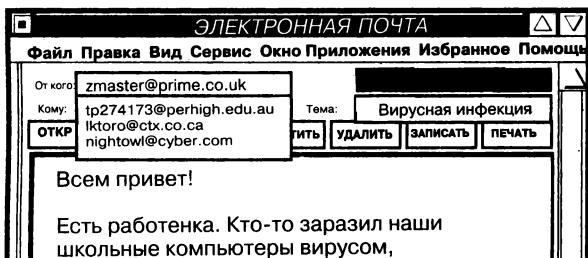 ЭЛЕКТРОННАЯ ПОЧТА
Файл Правка Вид Сервис Окно Приложения Избранное Помощь
От кого: zmaster@prime.co.uk
Кому: tp274173@perhigh.edu.au
lktoro@ctx.co.ca
nightowl@cyber.com
Тема: Вирусная инфекция
ОТКР ТИТЬ УДАЛИТЬ ЗАПИСАТЬ ПЕЧАТЬ
Всем привет!
Есть работенка. Кто-то заразил наши
школьные компьютеры вирусом,